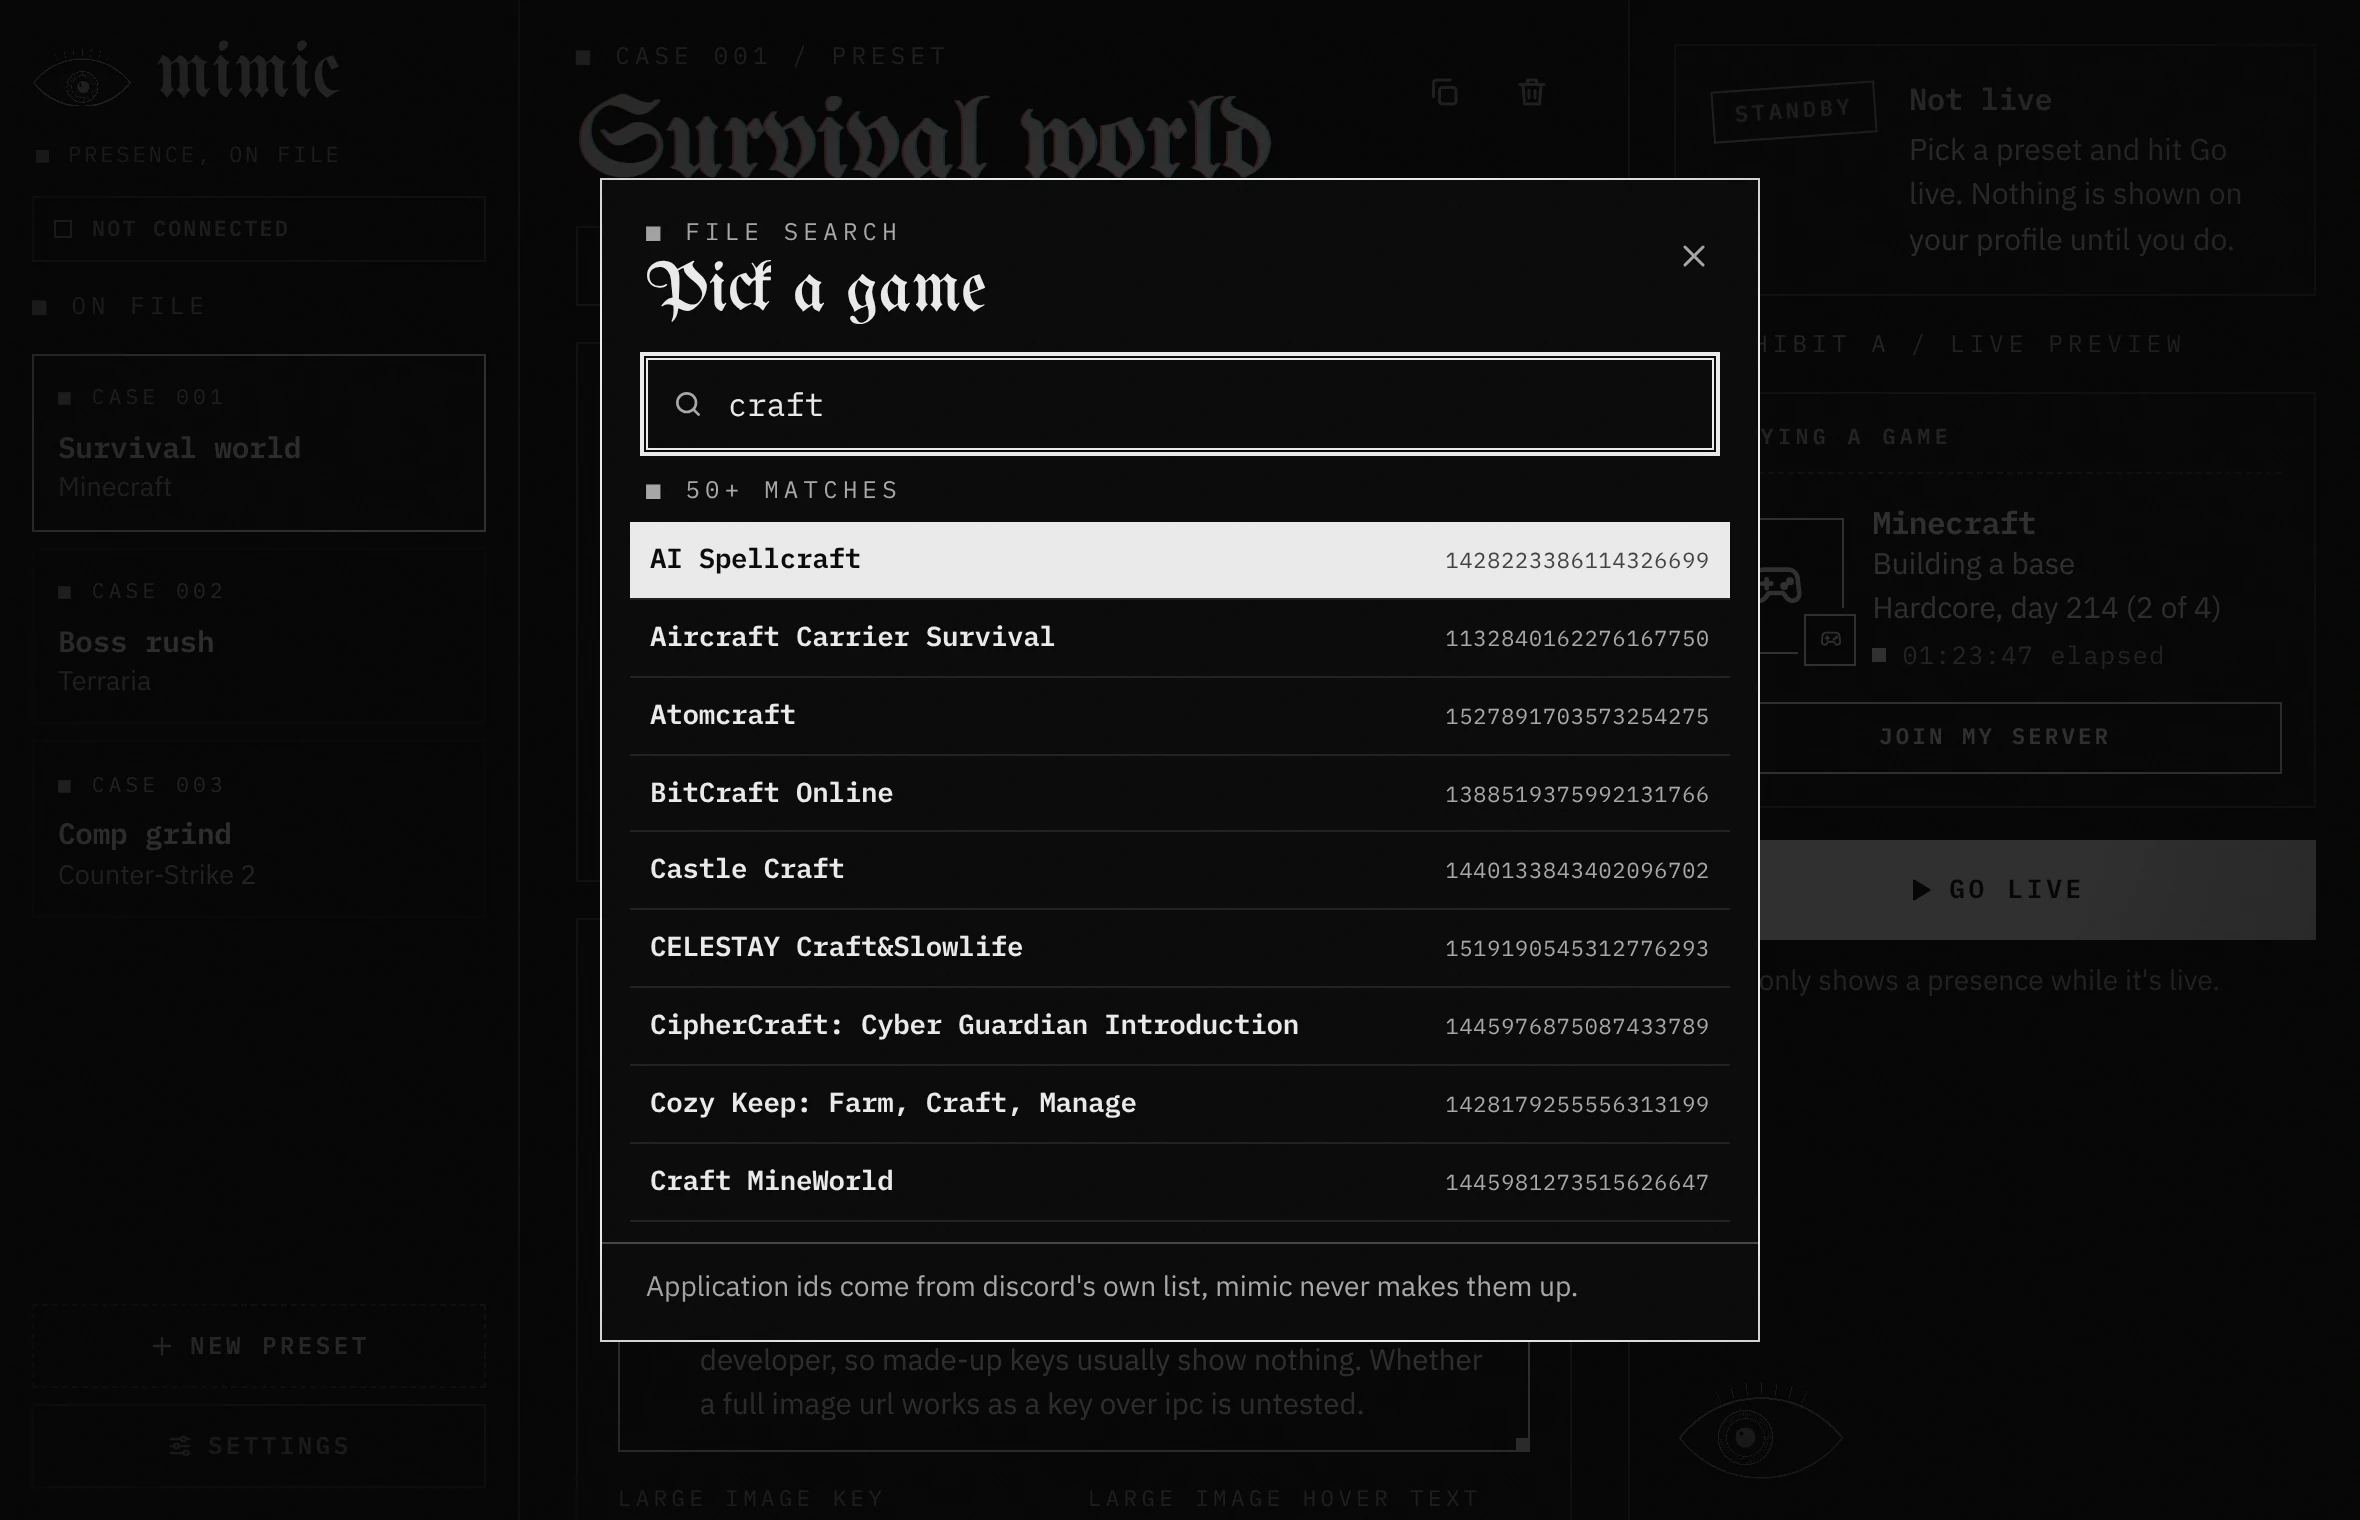 mimic
PRESENCE, ON FILE
NOT CONNECTED
ON FILE
CASE 001
Survival world
Minecraft
CASE 002
Boss rush
Terraria
CASE 003
Comp grind
Counter-Strike 2
NEW PRESET
SETTINGS
CASE 001 / PRESET
Survival world
FILE SEARCH
Pick a game
craft
50+ MATCHES
AI Spellcraft 1428223386114326699
Aircraft Carrier Survival 1132840162276167750
Atomcraft 1527891703573254275
BitCraft Online 1388519375992131766
Castle Craft 1440133843402096702
CELESTAY Craft&Slowlife 1519190545312776293
CipherCraft: Cyber Guardian Introduction 1445976875087433789
Cozy Keep: Farm, Craft, Manage 1428179255556313199
Craft MineWorld 1445981273515626647
Application ids come from discord's own list, mimic never makes them up.
developer, so made-up keys usually show nothing. Whether
a full image url works as a key over ipc is untested.
LARGE IMAGE KEY
LARGE IMAGE HOVER TEXT
STANDBY
Not live
Pick a preset and hit Go
live. Nothing is shown on
your profile until you do.
HIBIT A / LIVE PREVIEW
YING A GAME
Minecraft
Building a base
Hardcore, day 214 (2 of 4)
01:23:47 elapsed
JOIN MY SERVER
GO LIVE
only shows a presence while it's live.